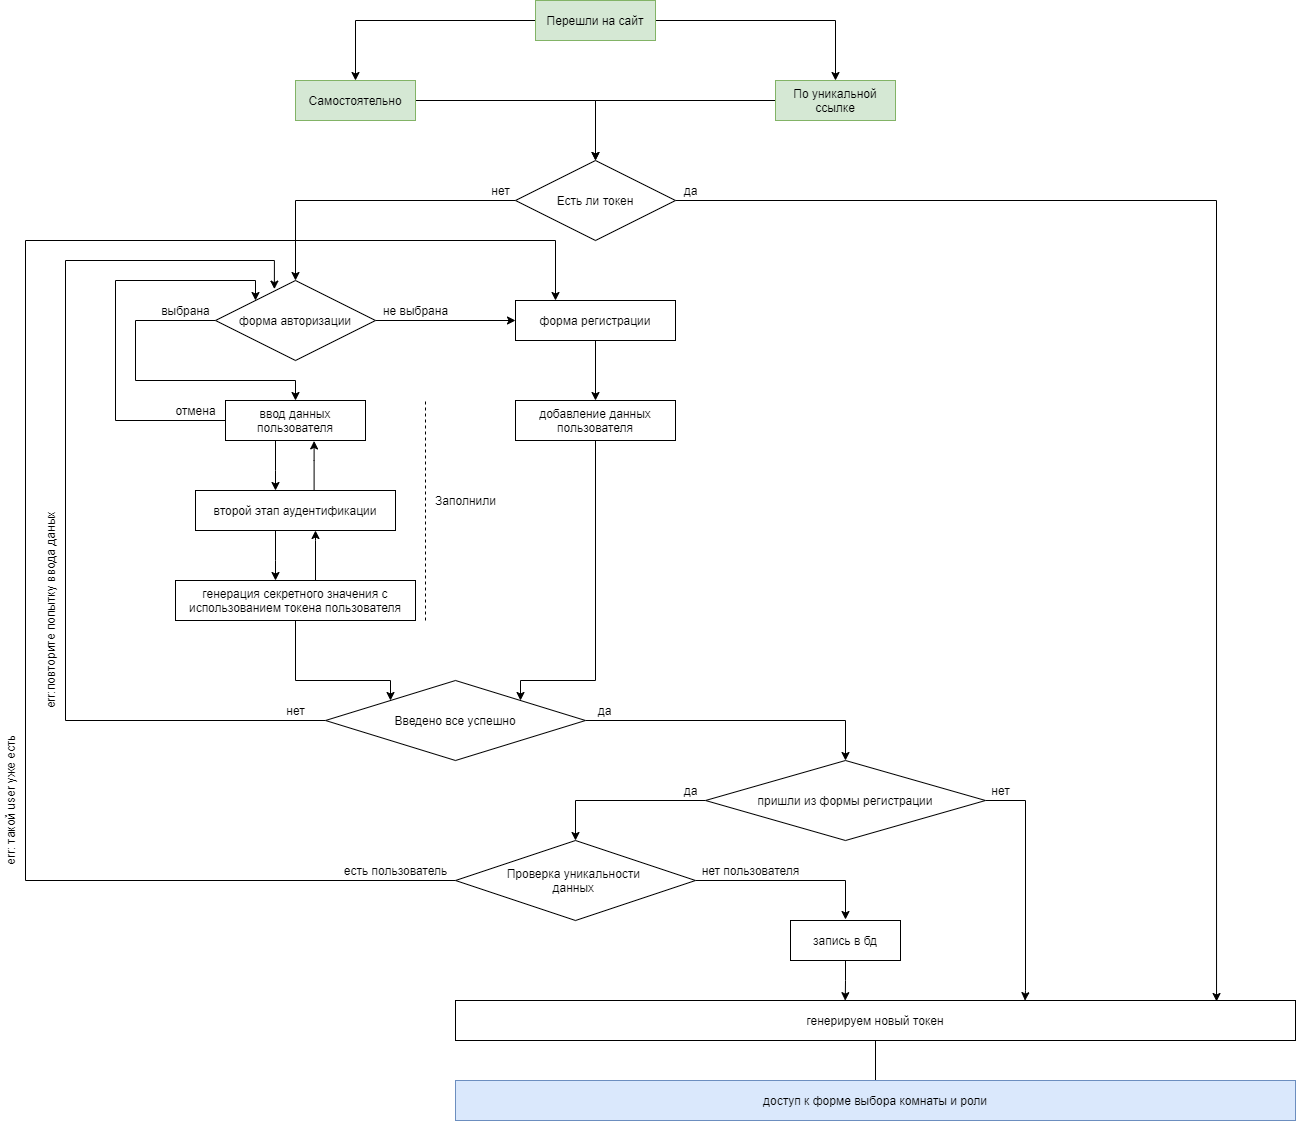 Перешли на сайт
Самостоятельно
По уникальной
ссылке
Есть ли токен
нет
да
форма авторизации
выбрана
не выбрана
форма регистрации
отмена
ввод данных
пользователя
добавление данных
пользователя
второй этап аудентификации
Заполнили
генерация секретного значения с
использованием токена пользователя
err:повторите попытку ввода даных
Введено все успешно
нет
да
err: такой user уже есть
пришли из формы регистрации
да
нет
Проверка уникальности
данных
есть пользователь
нет пользователя
запись в бд
генерируем новый токен
доступ к форме выбора комнаты и роли